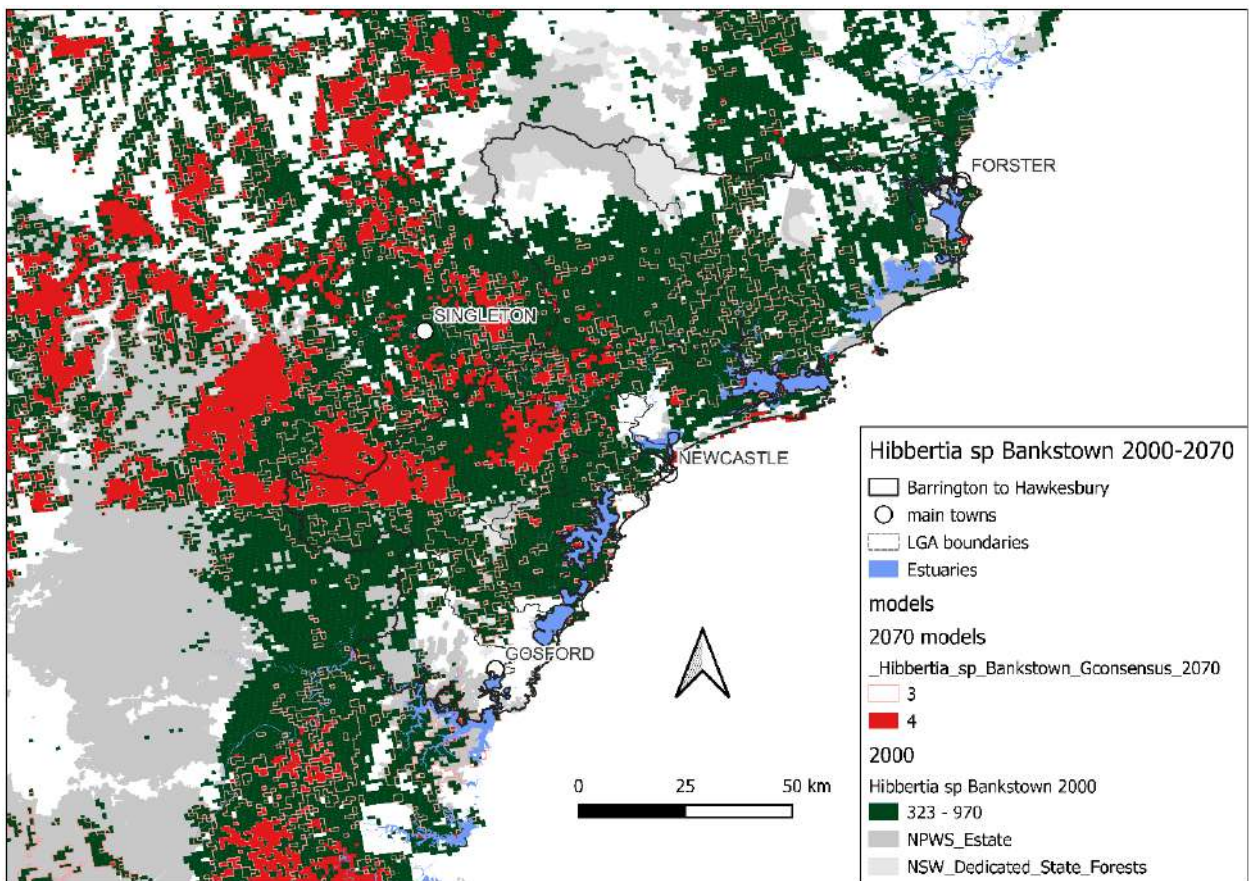 FORSTER
SINGLETON
NEWCASTLE
GOSFORD
0 25 50 km
Hibbertia sp Bankstown 2000-2070
Barrington to Hawkesbury
main towns
LGA boundaries
Estuaries
models
2070 models
_Hibbertia_sp_Bankstown_Gconsensus_2070
3
4
2000
Hibbertia sp Bankstown 2000
323 - 970
NPWS_Estate
NSW_Dedicated_State_Forests